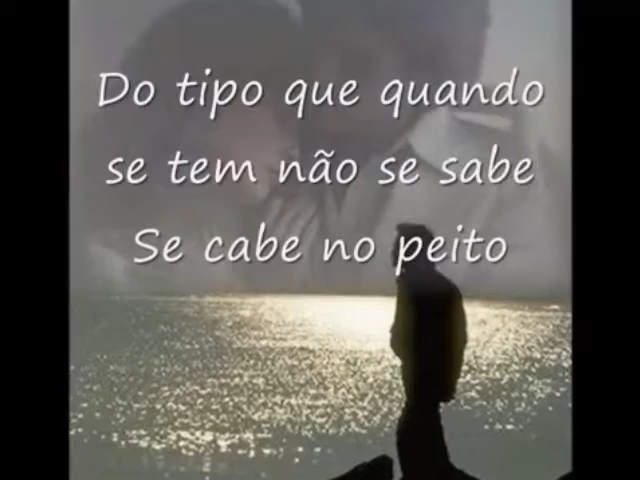 Do tipo que quando
se tem não se sabe
Se cabe no peito